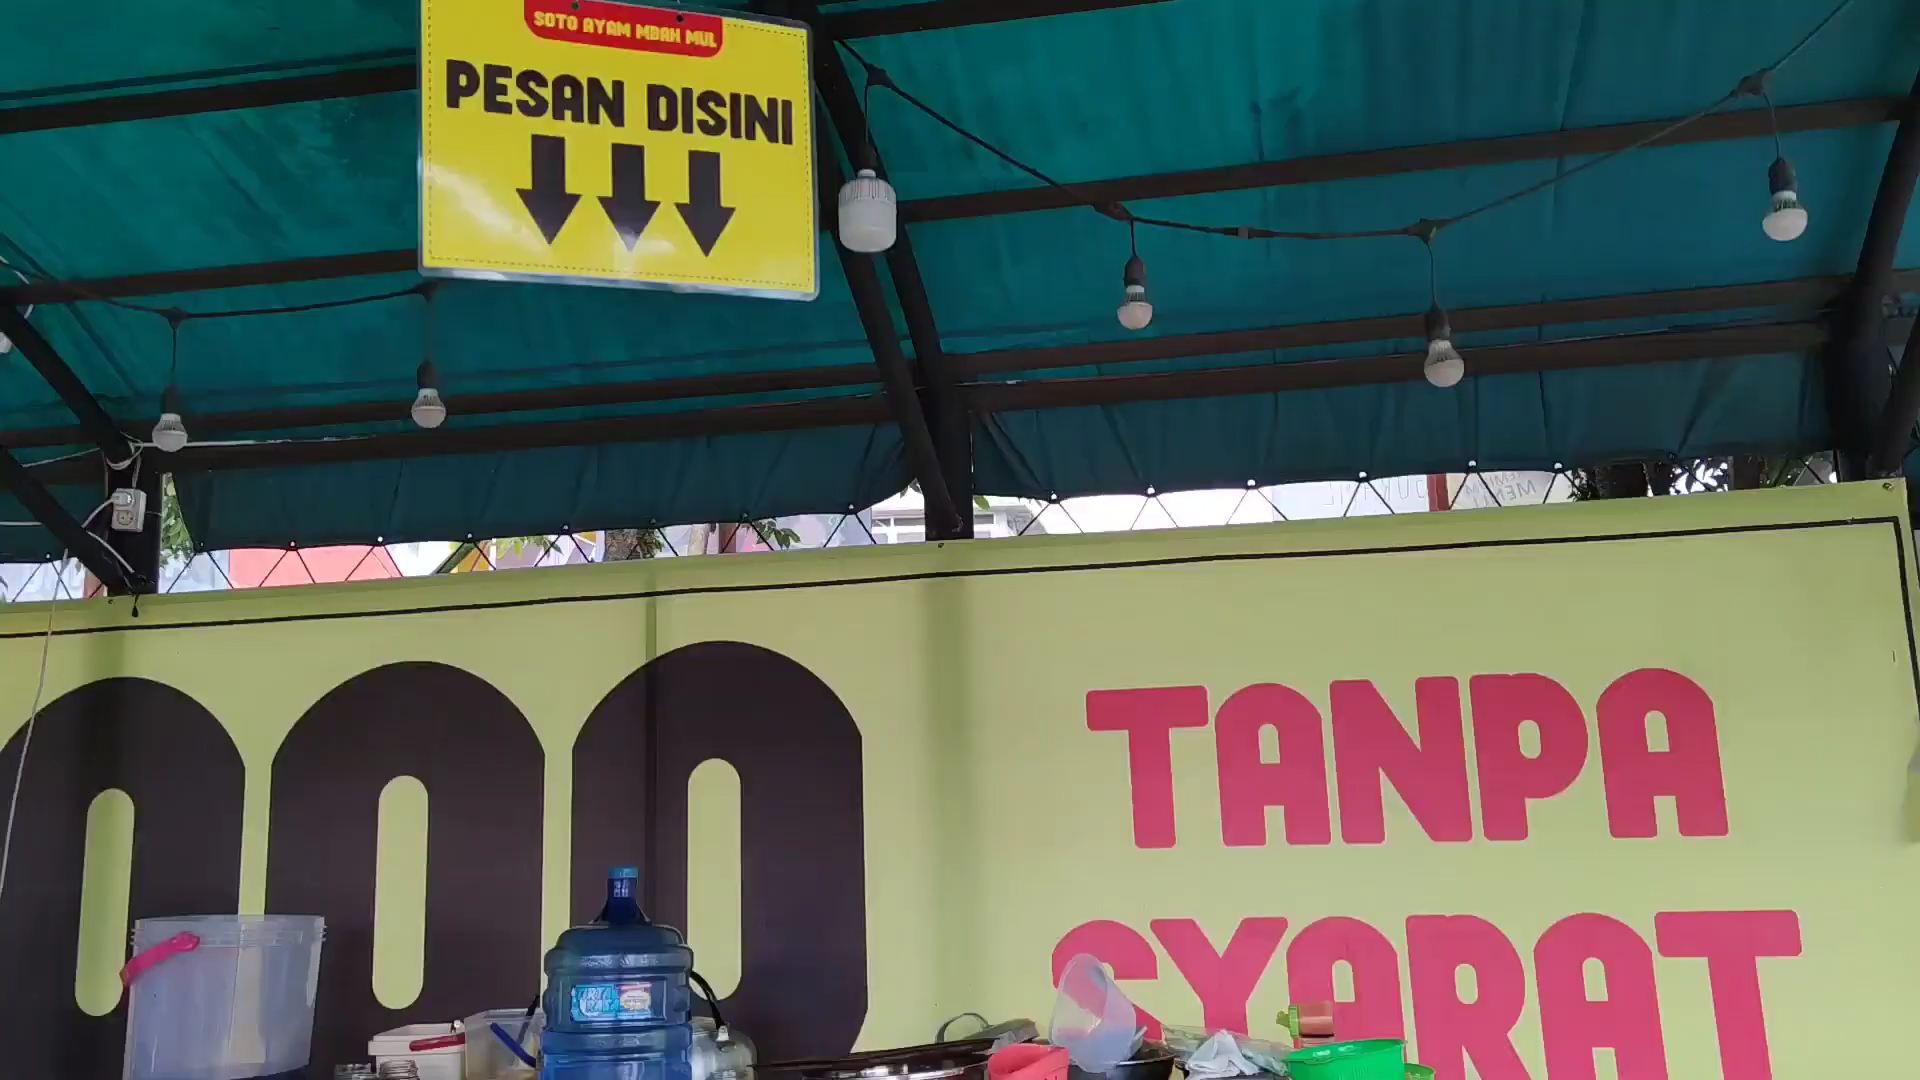 SOTO AYAM MBAH MUL
PESAN DISINI
000
TANPA
SYARAT